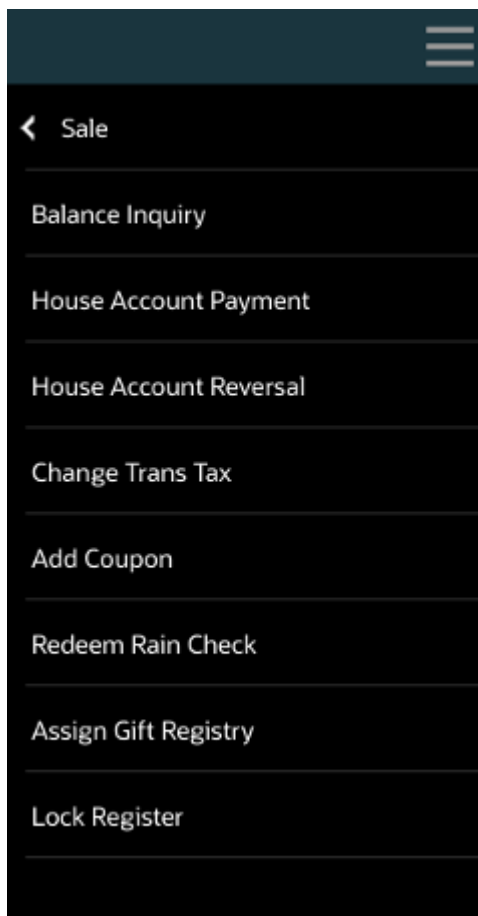 Sale
Balance Inquiry
House Account Payment
House Account Reversal
Change Trans Tax
Add Coupon
Redeem Rain Check
Assign Gift Registry
Lock Register